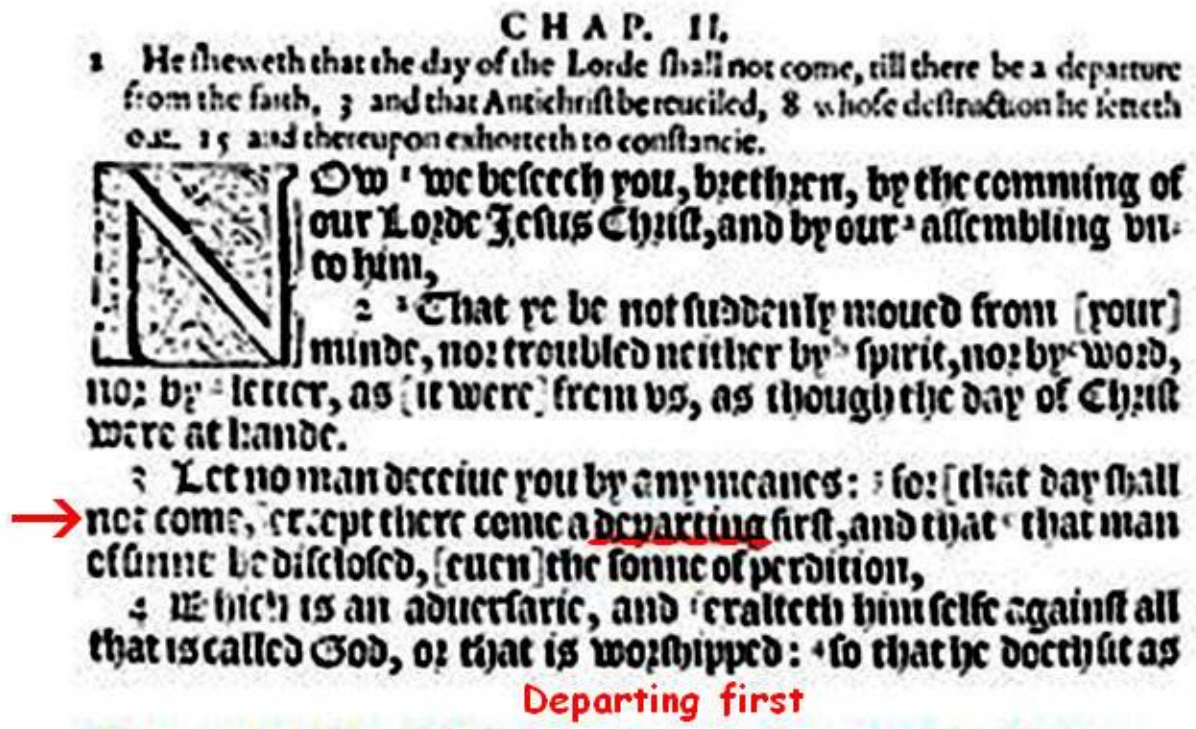 CHAP. II.
1 He sheweth that the day of the Lorde shall not come, till there be a departure
from the faith, 3 and that Antichrist be reueiled, 8 whose destruction he setteth
out. 15 and thereupon exhorteth to constancie.
NOw we beseech you, brethren, by the comming of
our Lorde Jesus Christ, and by our assembling vn-
to him,
2 That ye be not suddenly moued from [your]
minde, nor troubled neither by spirit, nor by word,
nor by letter, as [it were] from vs, as though the day of Christ
were at hande.
3 Let no man deceiue you by any meanes: for [that day shall
not come, except there come a departing first, and that that man
of sinne be disclosed, [euen] the sonne of perdition,
4 Which is an aduersarie, and exalteth him selfe against all
that is called God, or that is worshipped: so that he doeth sit as
Departing first